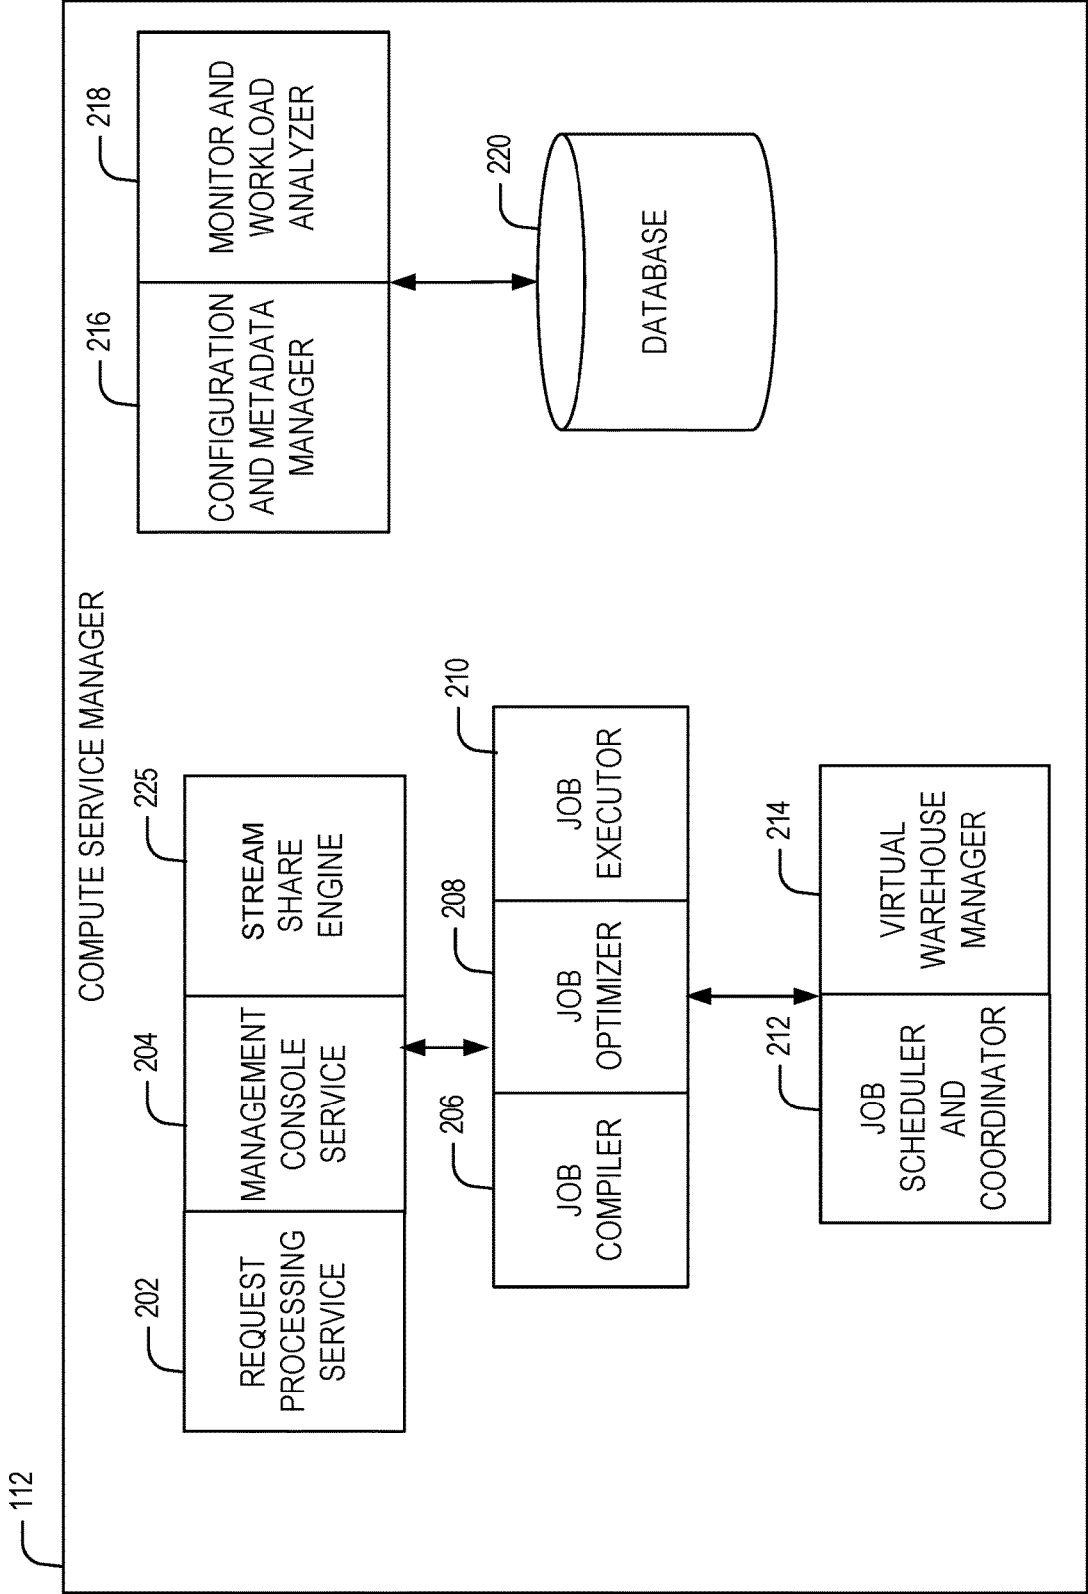 112
COMPUTE SERVICE MANAGER
202
REQUEST
PROCESSING
SERVICE
204
MANAGEMENT
CONSOLE
SERVICE
225
STREAM
SHARE
ENGINE
206
JOB
COMPILER
208
JOB
OPTIMIZER
210
JOB
EXECUTOR
212
JOB
SCHEDULER
AND
COORDINATOR
214
VIRTUAL
WAREHOUSE
MANAGER
216
CONFIGURATION
AND METADATA
MANAGER
218
MONITOR AND
WORKLOAD
ANALYZER
220
DATABASE